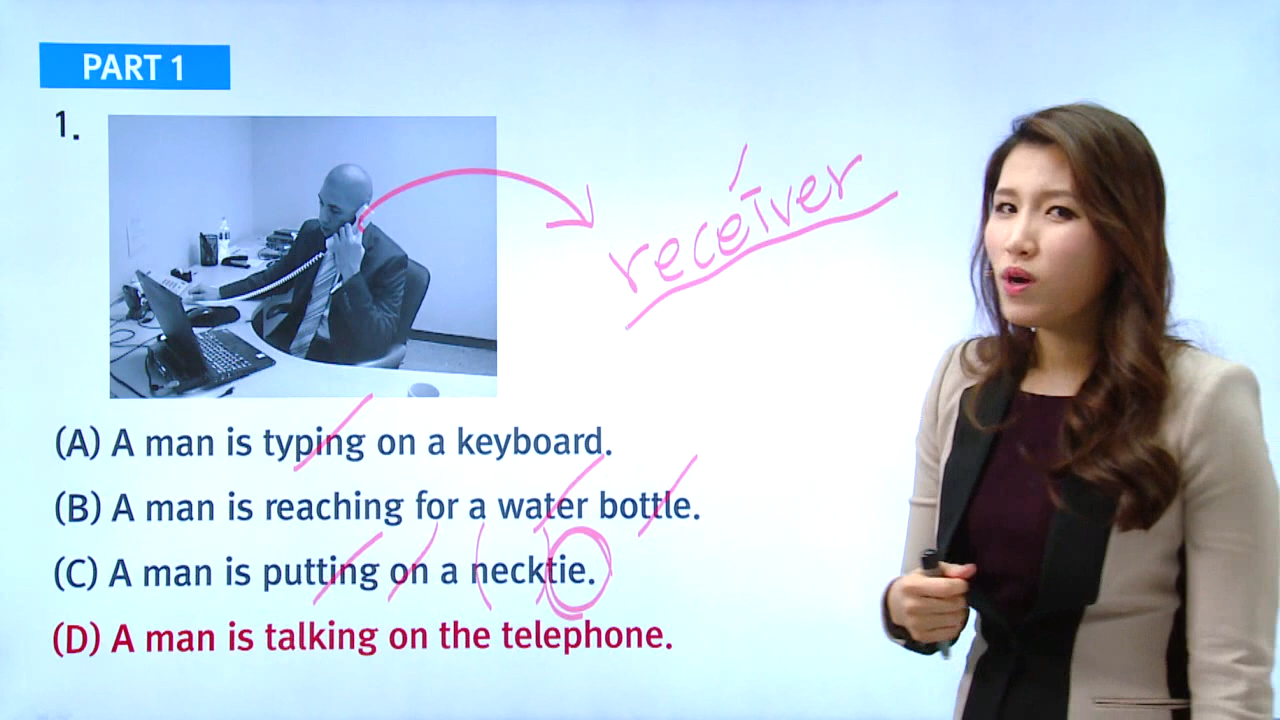 PART 1
1.
receiver
(A) A man is typing on a keyboard.
(B) A man is reaching for a water bottle.
(C) A man is putting on a necktie.
(D) A man is talking on the telephone.